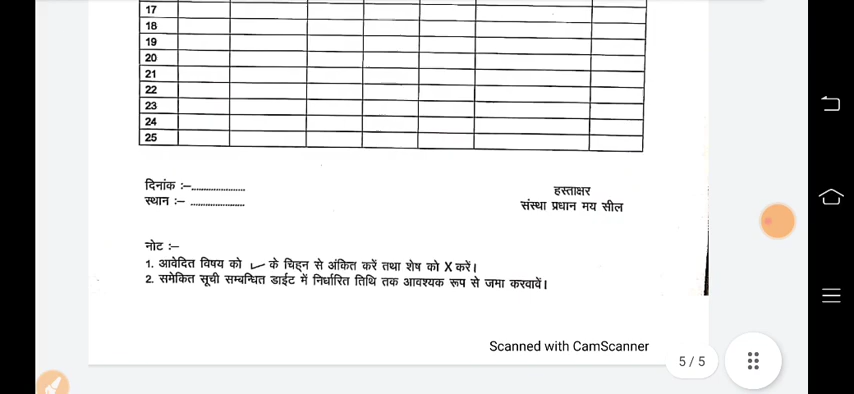 17
18
19
20
21
22
23
24
25
दिनांक :–......................
स्थान :– ......................
हस्ताक्षर
संस्था प्रधान मय सील
नोट :–
1. आवेदित विषय को ✓ के चिह्न से अंकित करें तथा शेष को X करें।
2. समेकित सूची सम्बन्धित डाईट में निर्धारित तिथि तक आवश्यक रूप से जमा करवावें।
Scanned with CamScanner
5 / 5